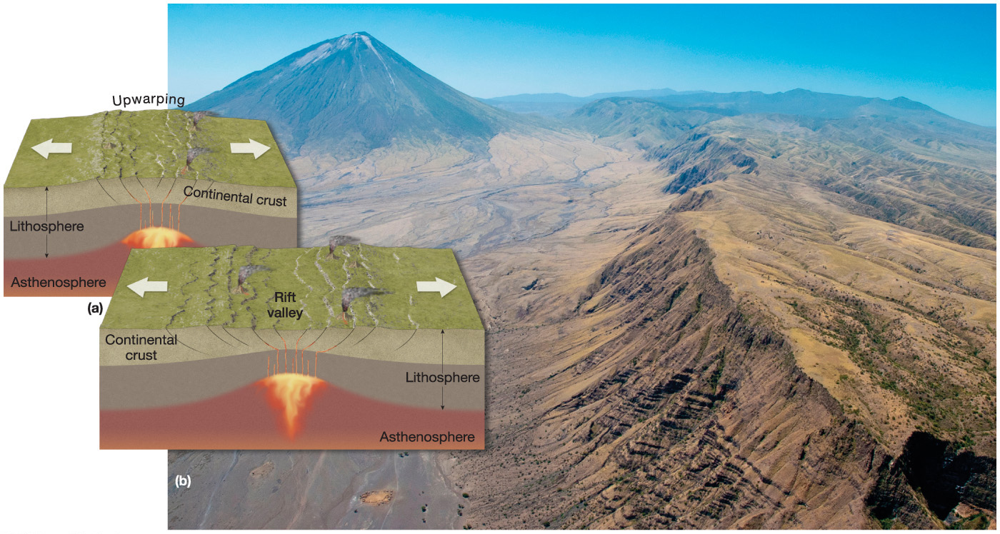 Upwarping
Continental crust
Lithosphere
Asthenosphere
(a)
Rift
valley
Continental
crust
Lithosphere
Asthenosphere
(b)